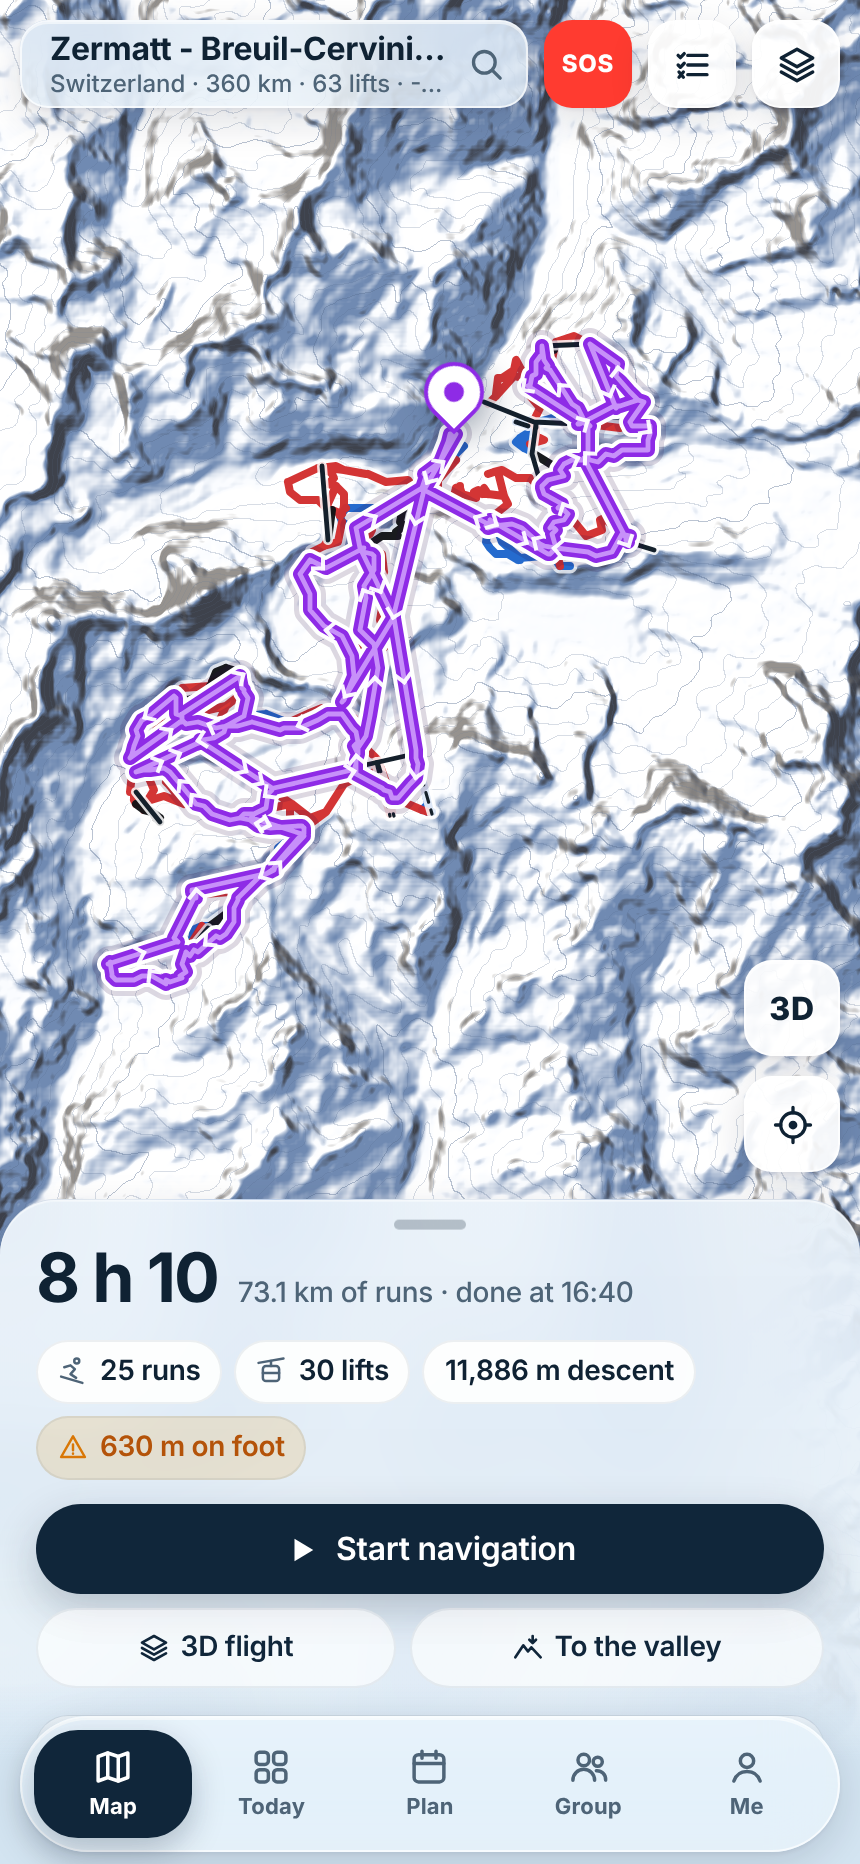 Zermatt - Breuil-Cervini...
Switzerland · 360 km · 63 lifts · -...
SOS
3D
8 h 10
73.1 km of runs · done at 16:40
25 runs
30 lifts
11,886 m descent
630 m on foot
Start navigation
3D flight
To the valley
Map
Today
Plan
Group
Me